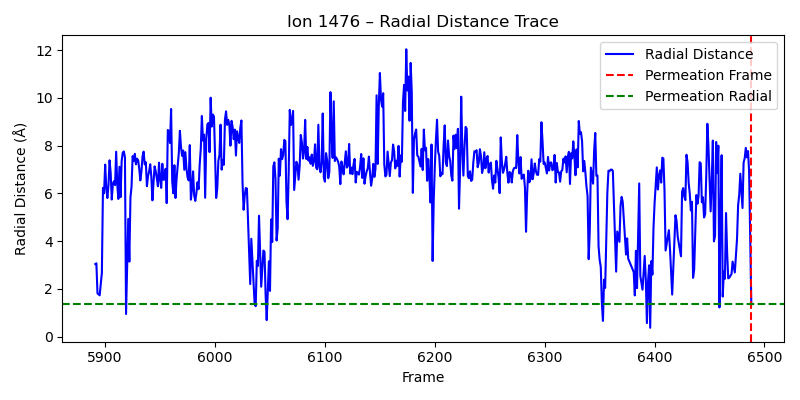 Ion 1476 – Radial Distance Trace
12
10
8
6
4
2
0
Radial Distance (Å)
Radial Distance
Permeation Frame
Permeation Radial
5900 6000 6100 6200 6300 6400 6500
Frame